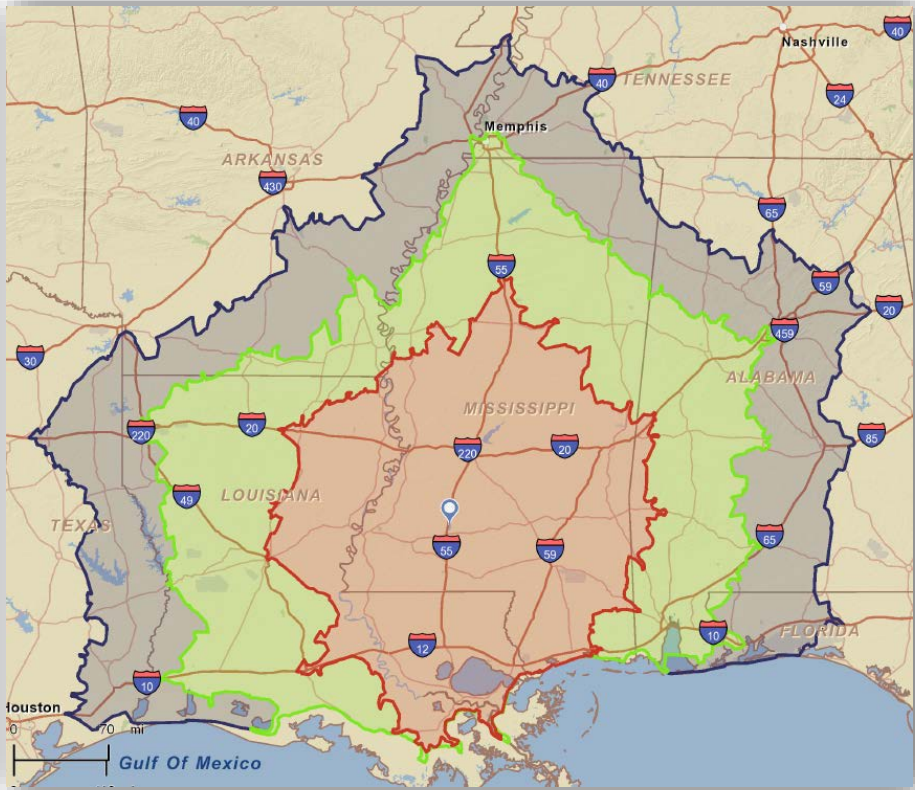 40
Nashville
40
TENNESSEE
24
40
Memphis
ARKANSAS
430
65
55
59
20
459
30
ALABAMA
MISSISSIPPI
20
220
85
220
20
49
LOUISIANA
TEXAS
65
55
59
10
FLORIDA
12
10
Houston
0 70 mi
Gulf Of Mexico